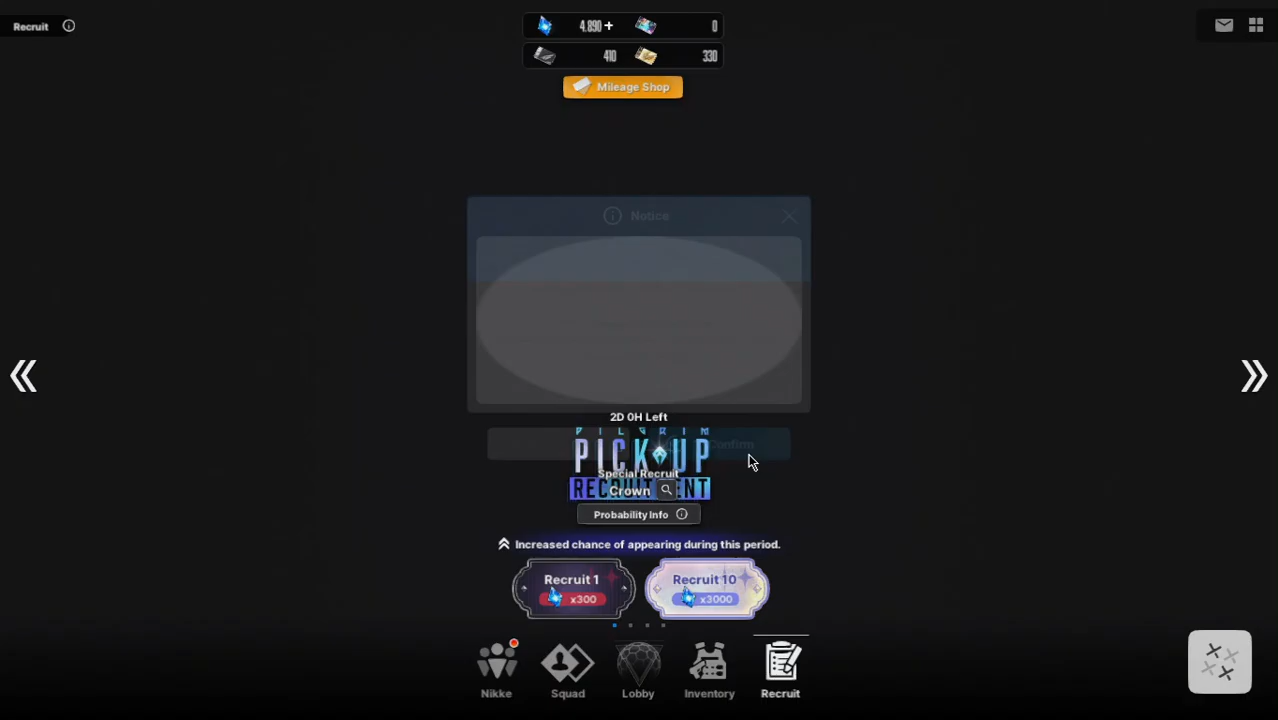 Recruit
4.890 +
0
410
330
Mileage Shop
Notice
2D 0H Left
PILGRIM
PICK UP
RECRUITMENT
Confirm
Special Recruit
Crown
Probability Info
Increased chance of appearing during this period.
Recruit 1
x300
Recruit 10
x3000
Nikke
Squad
Lobby
Inventory
Recruit